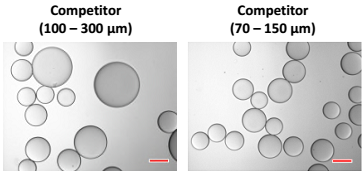 Competitor
(100 – 300 µm)
Competitor
(70 – 150 µm)